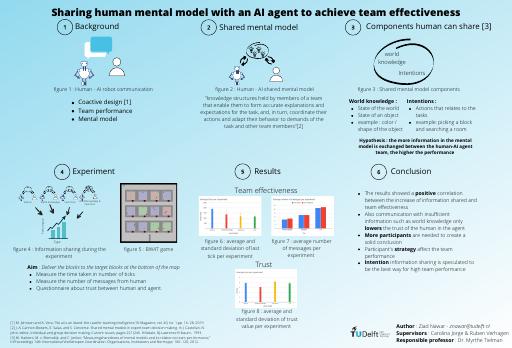 Sharing human mental model with an AI agent to achieve team effectiveness
1 Background
figure 1 : Human - AI robot communication
Coactive design [1]
Team performance
Mental model
2 Shared mental model
figure 2 : Human - AI shared mental model
"knowledge structures held by members of a team
that enable them to form accurate explanations and
expectations for the task, and, in turn, coordinate their
actions and adapt their behavior to demands of the
task and other team members"[2]
3 Components human can share [3]
world
knowledge
Intentions
figure 3 : Shared mental model components
World knowledge :
State of the world
State of an object
example : color /
shape of the object
Intentions :
Actions that relates to the
tasks
example: picking a block
and searching a room
Hypothesis : the more information in the mental
model is exchanged between the human-AI agent
team, the higher the performance
4 Experiment
figure 4 : Information sharing during the
experiment
figure 5 : BW4T game
Aim : Deliver the blocks to the target blocks at the bottom of the map
Measure the time taken in number of ticks.
Measure the number of messages from human
Questionnaire about trust between human and agent
5 Results
Team effectiveness
figure 6 : average and
standard deviation of last
tick per experiment
figure 7 : average number
of messages per
experiment
Trust
figure 8 : average and
standard deviation of trust
value per experiment
6 Conclusion
The results showed a positive correlation
between the increase of information shared and
team effectiveness
Also communication with insufficient
information such as world knowledge only
lowers the trust of the human in the agent
More participants are needed to create a
solid conclusion
Participant's strategy affect the team
performance
Intention information sharing is speculated to
be the best way for high team performance
TUDelft
Author : Ziad Nawar -
Supervisors : Carolina Jorge & Ruben Verhagen
Responsible professor : Dr. Myrthe Tielman